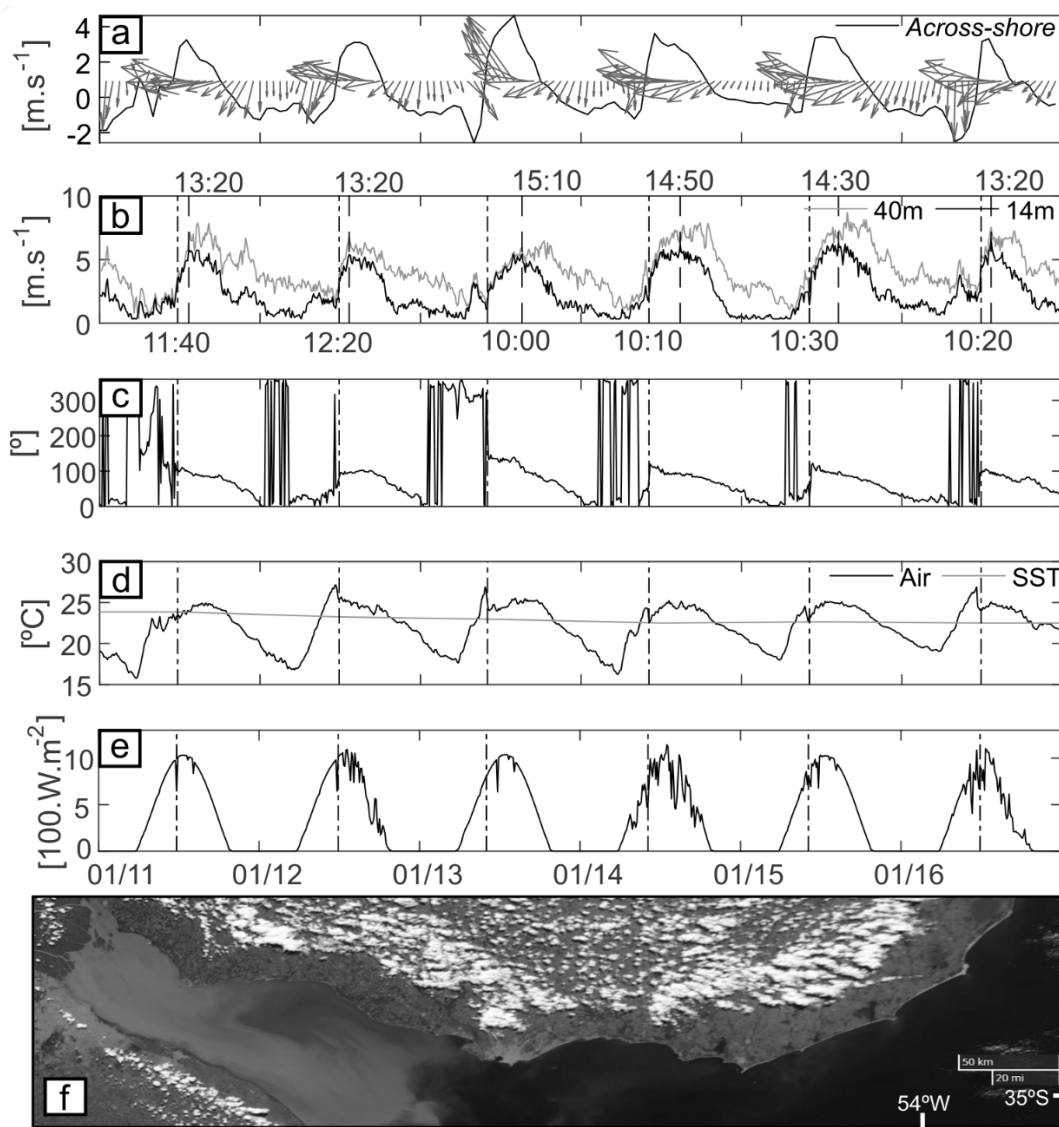 a
Across-shore
[m.s⁻¹]
4
2
0
-2
13:20 13:20 15:10 14:50 14:30 13:20
b
40m 14m
[m.s⁻¹]
10
5
0
11:40 12:20 10:00 10:10 10:30 10:20
c
[º]
300
200
100
0
d
Air SST
[ºC]
30
25
20
15
e
[100.W.m⁻²]
10
5
0
01/11 01/12 01/13 01/14 01/15 01/16
50 km
20 mi
f
54ºW
35ºS